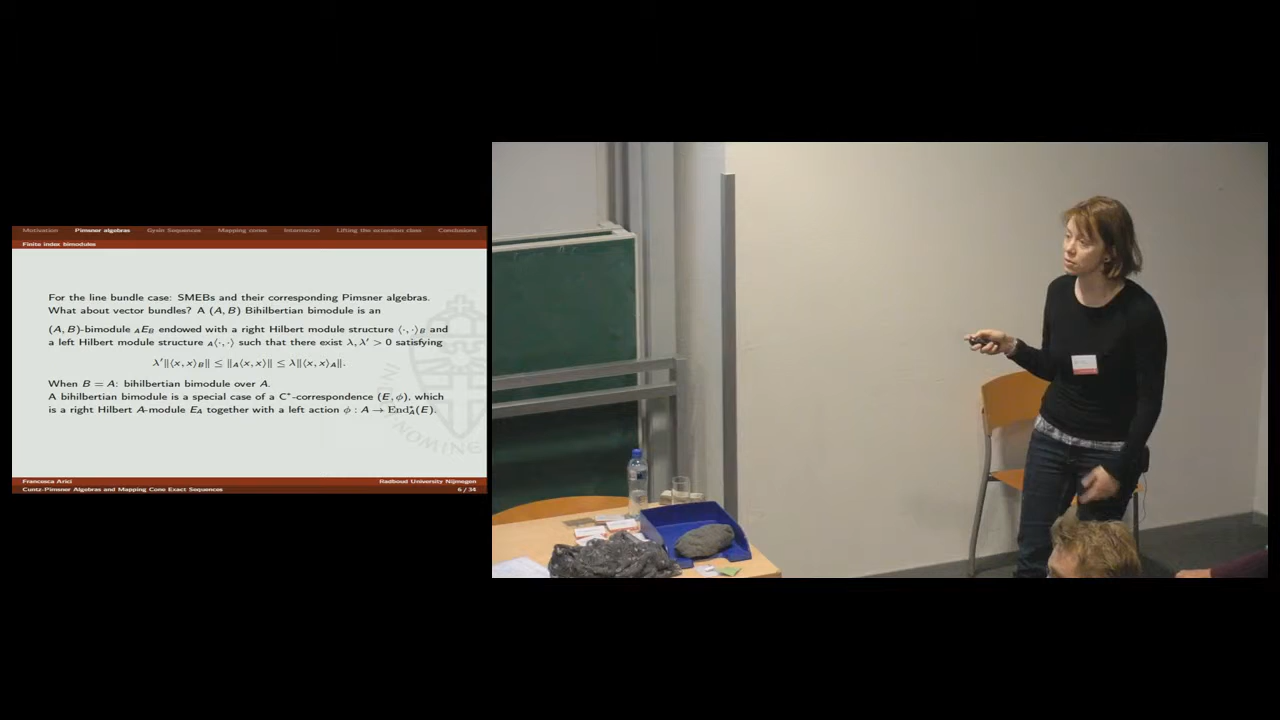 Motivation Pimsner algebras Gysin Sequences Mapping cones Intermezzo Lifting the extension class Conclusions
Finite index bimodules
For the line bundle case: SMEBs and their corresponding Pimsner algebras.
What about vector bundles? A (A, B) Bihilbertian bimodule is an
(A, B)-bimodule ₐE_B endowed with a right Hilbert module structure ⟨·, ·⟩_B and
a left Hilbert module structure _A⟨·, ·⟩ such that there exist λ, λ′ > 0 satisfying
λ′‖⟨x, x⟩_B‖ ≤ ‖_A⟨x, x⟩‖ ≤ λ‖⟨x, x⟩_A‖.
When B = A: bihilbertian bimodule over A.
A bihilbertian bimodule is a special case of a C*-correspondence (E, ϕ), which
is a right Hilbert A-module E_A together with a left action ϕ : A → End*_A(E).
NOMINE
Francesca Arici Radboud University Nijmegen
Cuntz-Pimsner Algebras and Mapping Cone Exact Sequences 6 / 34